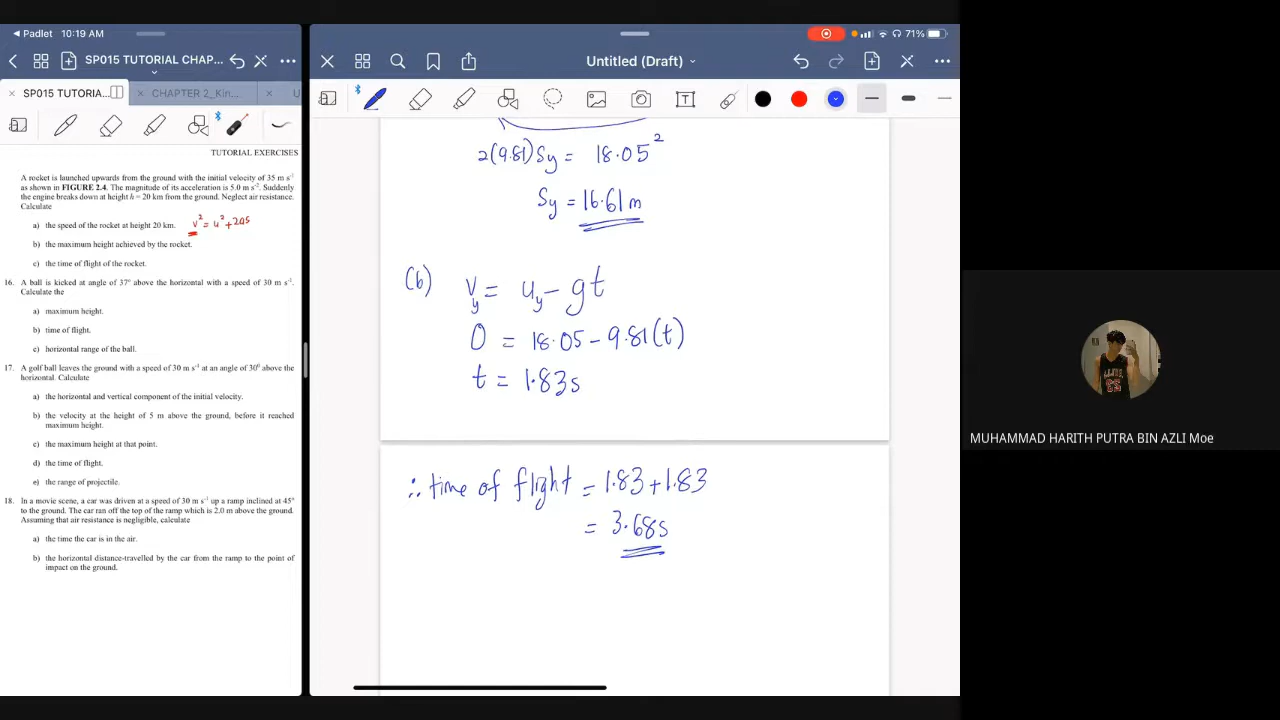 Padlet 10:19 AM
71%
SP015 TUTORIAL CHAP...
Untitled (Draft)
SP015 TUTORIA...
CHAPTER 2_Kin...
TUTORIAL EXERCISES
A rocket is launched upwards from the ground with the initial velocity of 35 m s⁻¹
as shown in FIGURE 2.4. The magnitude of its acceleration is 5.0 m s⁻². Suddenly
the engine breaks down at height h = 20 km from the ground. Neglect air resistance.
Calculate
a) the speed of the rocket at height 20 km. v² = u² + 2as
b) the maximum height achieved by the rocket.
c) the time of flight of the rocket.
16. A ball is kicked at angle of 37° above the horizontal with a speed of 30 m s⁻¹.
Calculate the
a) maximum height.
b) time of flight.
c) horizontal range of the ball.
17. A golf ball leaves the ground with a speed of 30 m s⁻¹ at an angle of 30⁰ above the
horizontal. Calculate
a) the horizontal and vertical component of the initial velocity.
b) the velocity at the height of 5 m above the ground, before it reached
maximum height.
c) the maximum height at that point.
d) the time of flight.
e) the range of projectile.
18. In a movie scene, a car was driven at a speed of 30 m s⁻¹ up a ramp inclined at 45°
to the ground. The car ran off the top of the ramp which is 2.0 m above the ground.
Assuming that air resistance is negligible, calculate
a) the time the car is in the air.
b) the horizontal distance-travelled by the car from the ramp to the point of
impact on the ground.
2(9.81)Sy = 18.05²
Sy = 16.61m
(b) Vy = uy - gt
0 = 18.05 - 9.81(t)
t = 1.83s
∴ time of flight = 1.83 + 1.83
= 3.68s
MUHAMMAD HARITH PUTRA BIN AZLI Moe